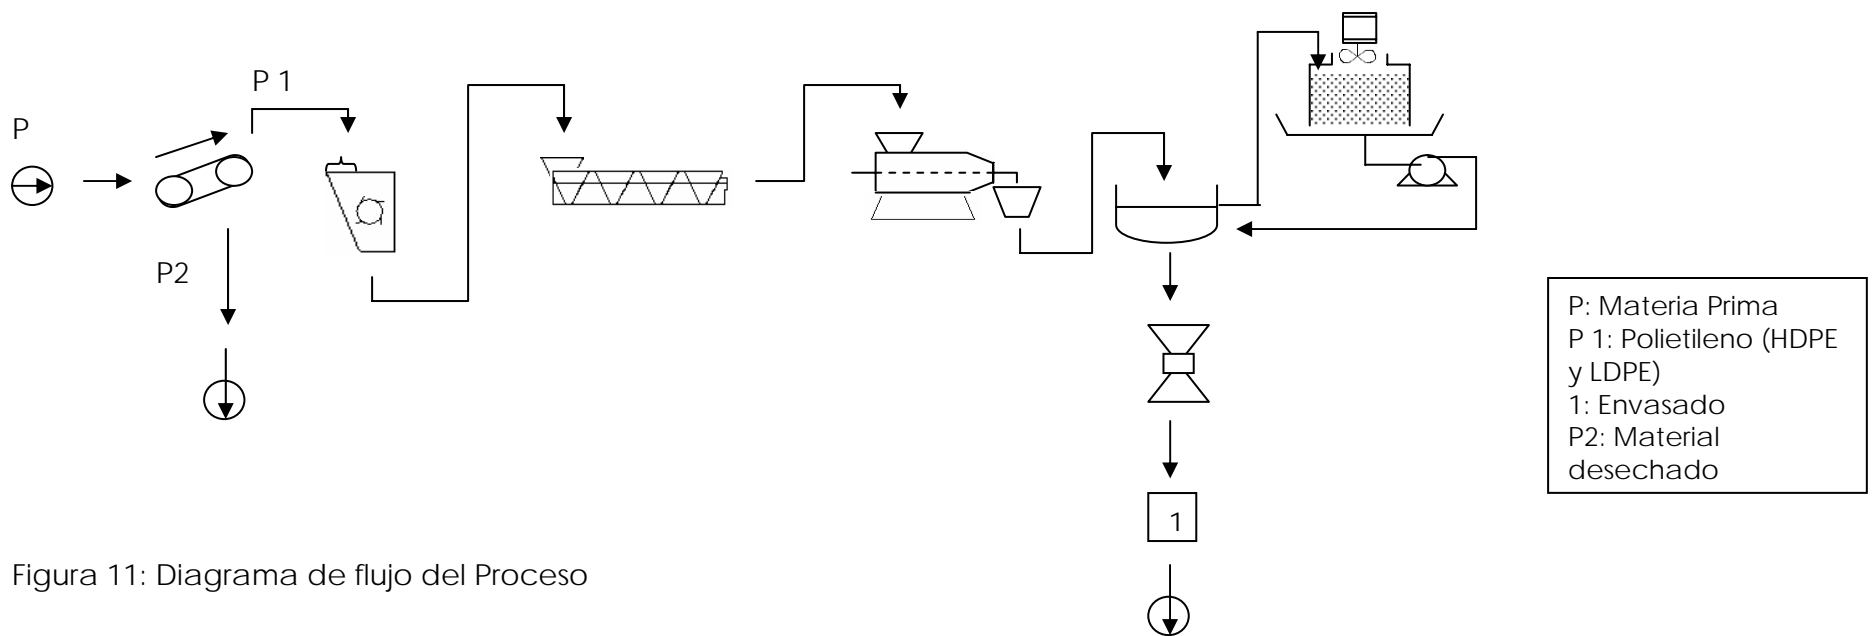 P 1
P
P2
P: Materia Prima
P 1: Polietileno (HDPE
y LDPE)
1: Envasado
P2: Material
desechado
1
Figura 11: Diagrama de flujo del Proceso